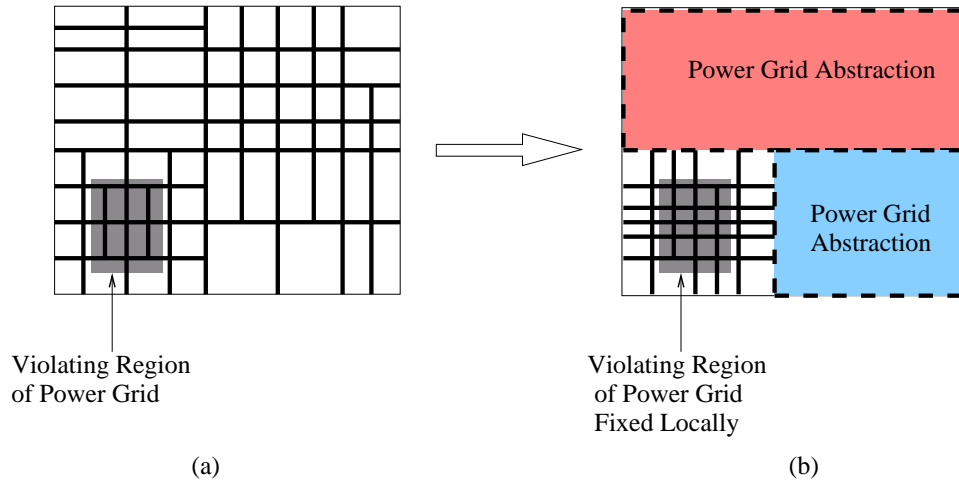 Power Grid Abstraction
Power Grid
Abstraction
Violating Region
of Power Grid
Violating Region
of Power Grid
Fixed Locally
(a)
(b)